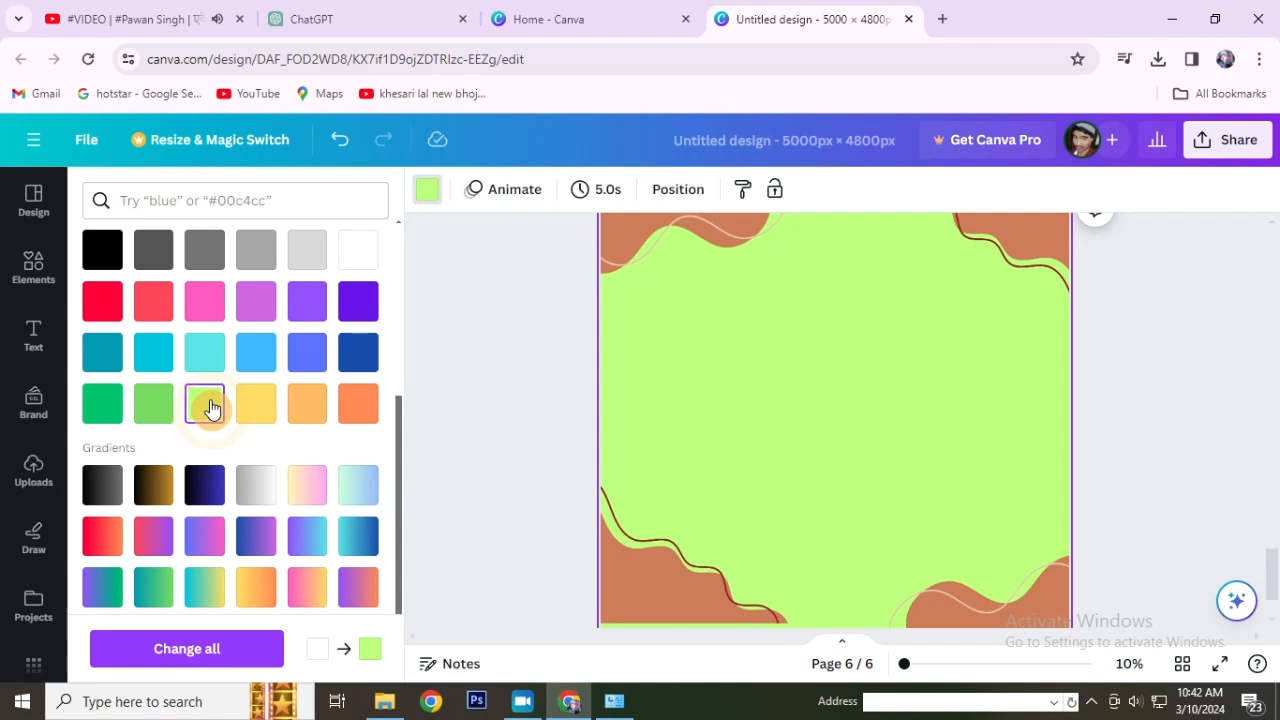 #VIDEO | #Pawan Singh |
ChatGPT
Home - Canva
Untitled design - 5000 × 4800p
canva.com/design/DAF_FOD2WD8/KX7if1D9ojZDTRlzc-EEZg/edit
Gmail
hotstar - Google Se...
YouTube
Maps
khesari lal new bhoj...
All Bookmarks
File
Resize & Magic Switch
Untitled design - 5000px × 4800px
Get Canva Pro
Share
Design
Elements
Text
Brand
Uploads
Draw
Projects
Try “blue” or “#00c4cc”
Animate
5.0s
Position
Gradients
Change all
Notes
Page 6 / 6
10%
Activate Windows
Go to Settings to activate Windows.
Type here to search
Ps
Address
10:42 AM
3/10/2024
23